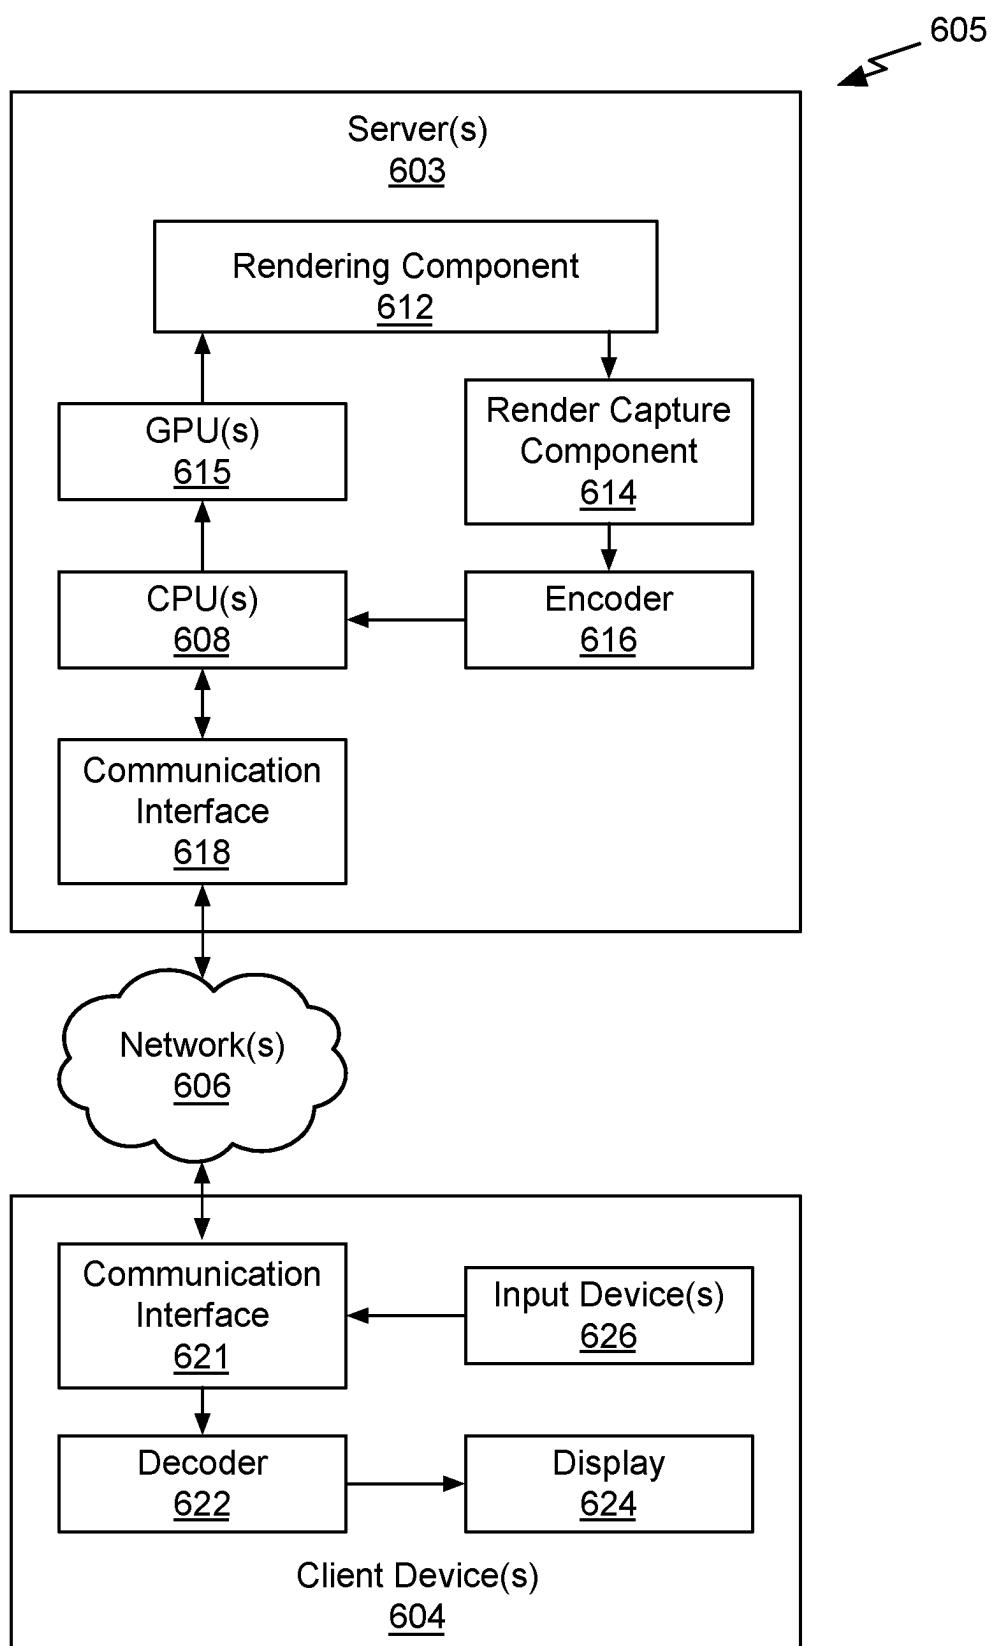 605
Server(s)
603
Rendering Component
612
GPU(s)
615
Render Capture
Component
614
CPU(s)
608
Encoder
616
Communication
Interface
618
Network(s)
606
Communication
Interface
621
Input Device(s)
626
Decoder
622
Display
624
Client Device(s)
604